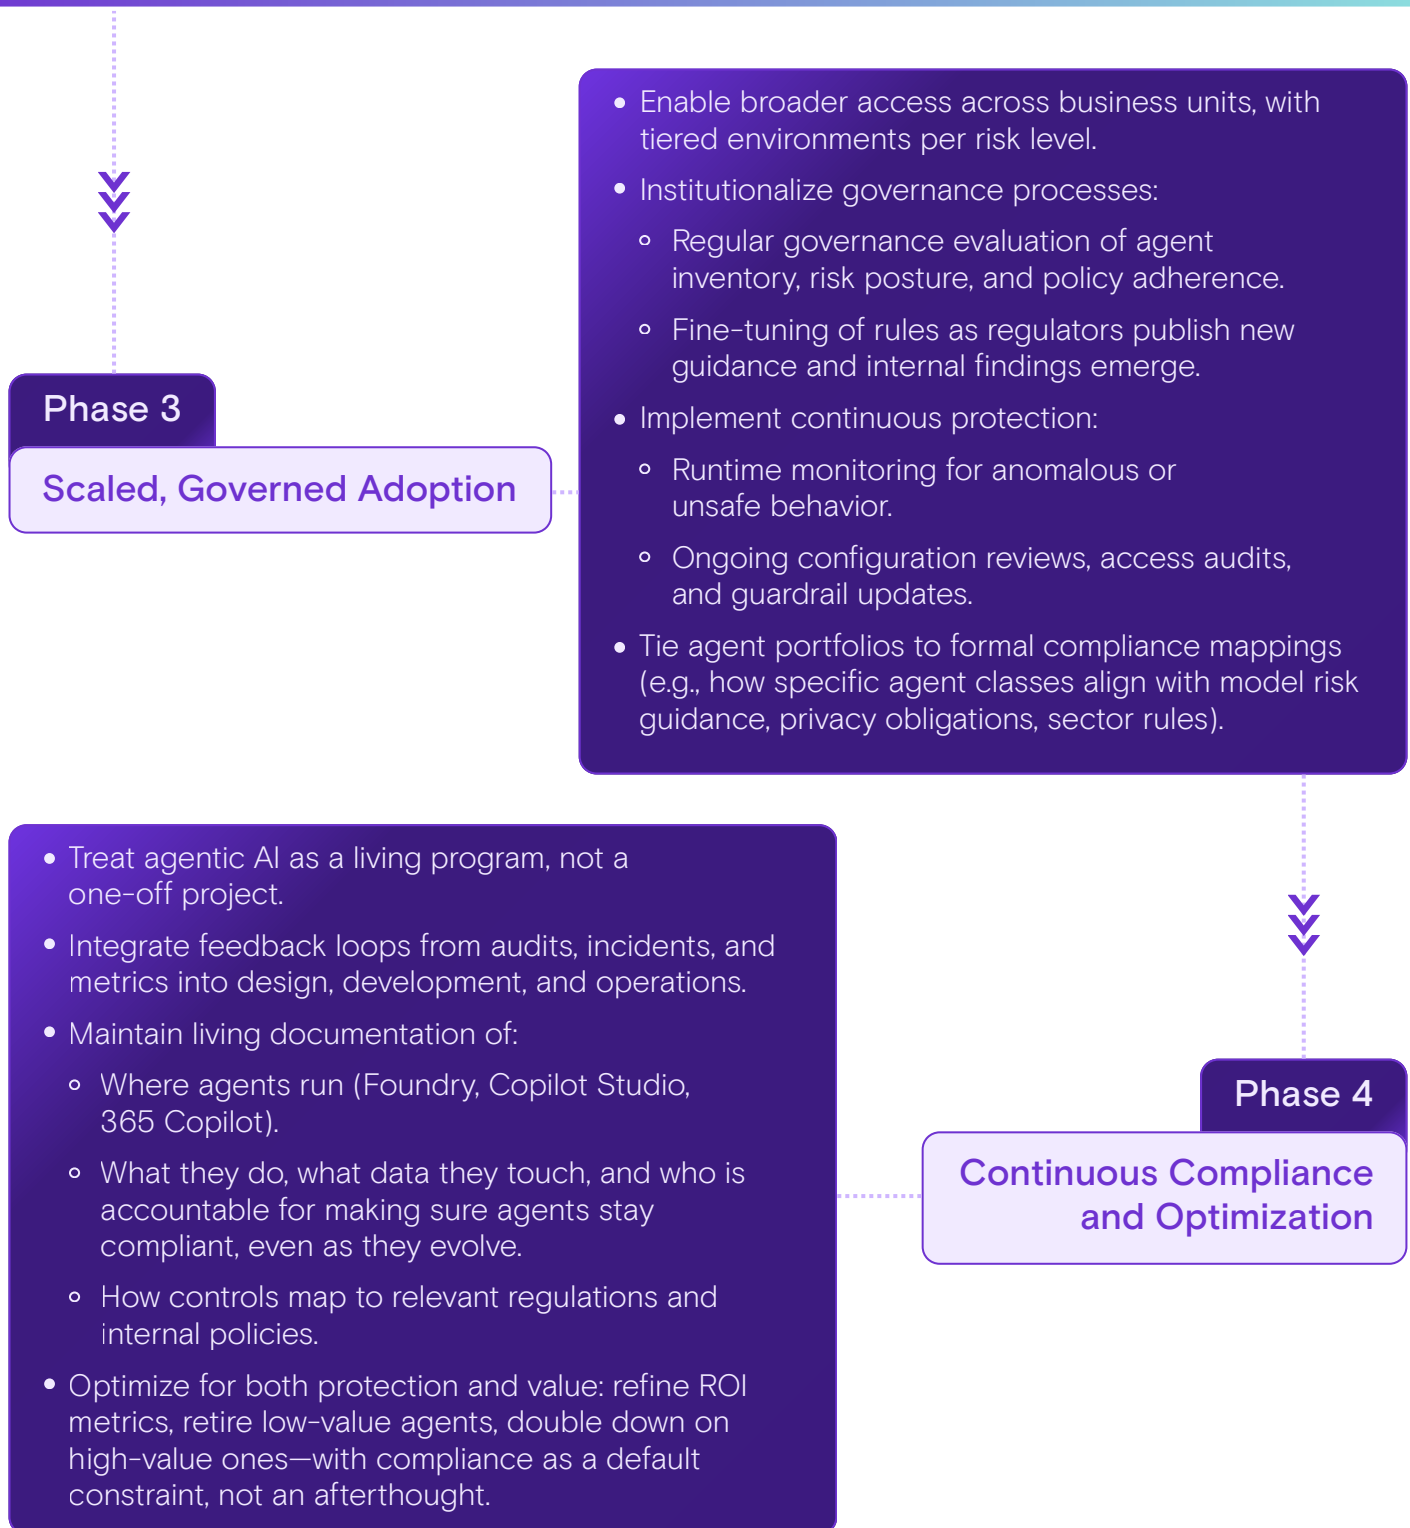 Phase 3
Scaled, Governed Adoption
• Enable broader access across business units, with
tiered environments per risk level.
• Institutionalize governance processes:
◦ Regular governance evaluation of agent
inventory, risk posture, and policy adherence.
◦ Fine-tuning of rules as regulators publish new
guidance and internal findings emerge.
• Implement continuous protection:
◦ Runtime monitoring for anomalous or
unsafe behavior.
◦ Ongoing configuration reviews, access audits,
and guardrail updates.
• Tie agent portfolios to formal compliance mappings
(e.g., how specific agent classes align with model risk
guidance, privacy obligations, sector rules).
Phase 4
Continuous Compliance
and Optimization
• Treat agentic AI as a living program, not a
one-off project.
• Integrate feedback loops from audits, incidents, and
metrics into design, development, and operations.
• Maintain living documentation of:
◦ Where agents run (Foundry, Copilot Studio,
365 Copilot).
◦ What they do, what data they touch, and who is
accountable for making sure agents stay
compliant, even as they evolve.
◦ How controls map to relevant regulations and
internal policies.
• Optimize for both protection and value: refine ROI
metrics, retire low-value agents, double down on
high-value ones—with compliance as a default
constraint, not an afterthought.